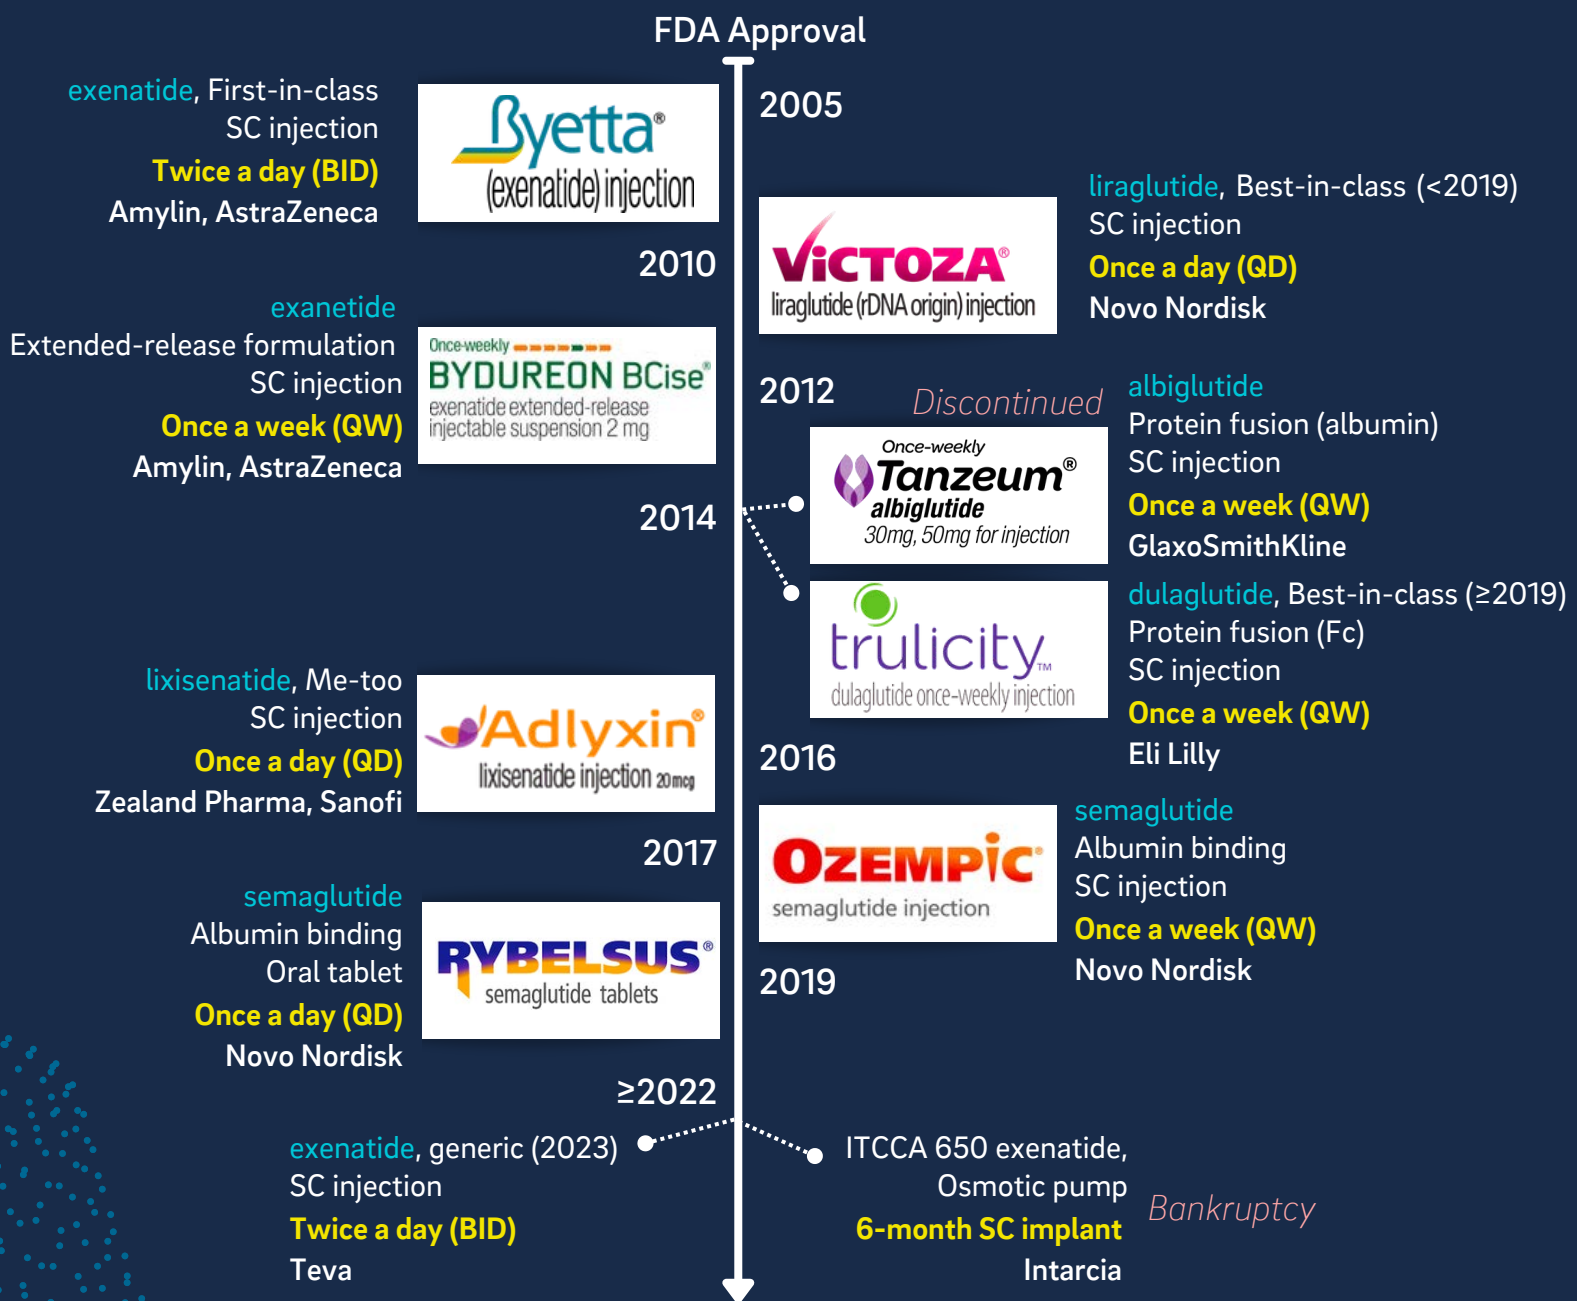 FDA Approval
2005
exenatide, First-in-class
SC injection
Twice a day (BID)
Amylin, AstraZeneca
Byetta®
(exenatide) injection
2010
VICTOZA®
liraglutide (rDNA origin) injection
liraglutide, Best-in-class (<2019)
SC injection
Once a day (QD)
Novo Nordisk
exanetide
Extended-release formulation
SC injection
Once a week (QW)
Amylin, AstraZeneca
Once-weekly
BYDUREON BCise®
exenatide extended-release
injectable suspension 2 mg
2012
Discontinued
Once-weekly
Tanzeum®
albiglutide
30mg, 50mg for injection
albiglutide
Protein fusion (albumin)
SC injection
Once a week (QW)
GlaxoSmithKline
2014
trulicity™
dulaglutide once-weekly injection
dulaglutide, Best-in-class (≥2019)
Protein fusion (Fc)
SC injection
Once a week (QW)
Eli Lilly
lixisenatide, Me-too
SC injection
Once a day (QD)
Zealand Pharma, Sanofi
Adlyxin®
lixisenatide injection 20mcg
2016
2017
OZEMPIC®
semaglutide injection
semaglutide
Albumin binding
SC injection
Once a week (QW)
Novo Nordisk
semaglutide
Albumin binding
Oral tablet
Once a day (QD)
Novo Nordisk
RYBELSUS®
semaglutide tablets
2019
≥2022
exenatide, generic (2023)
SC injection
Twice a day (BID)
Teva
ITCCA 650 exenatide,
Osmotic pump
6-month SC implant
Intarcia
Bankruptcy